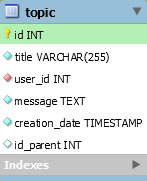 topic
id INT
title VARCHAR(255)
user_id INT
message TEXT
creation_date TIMESTAMP
id_parent INT
Indexes